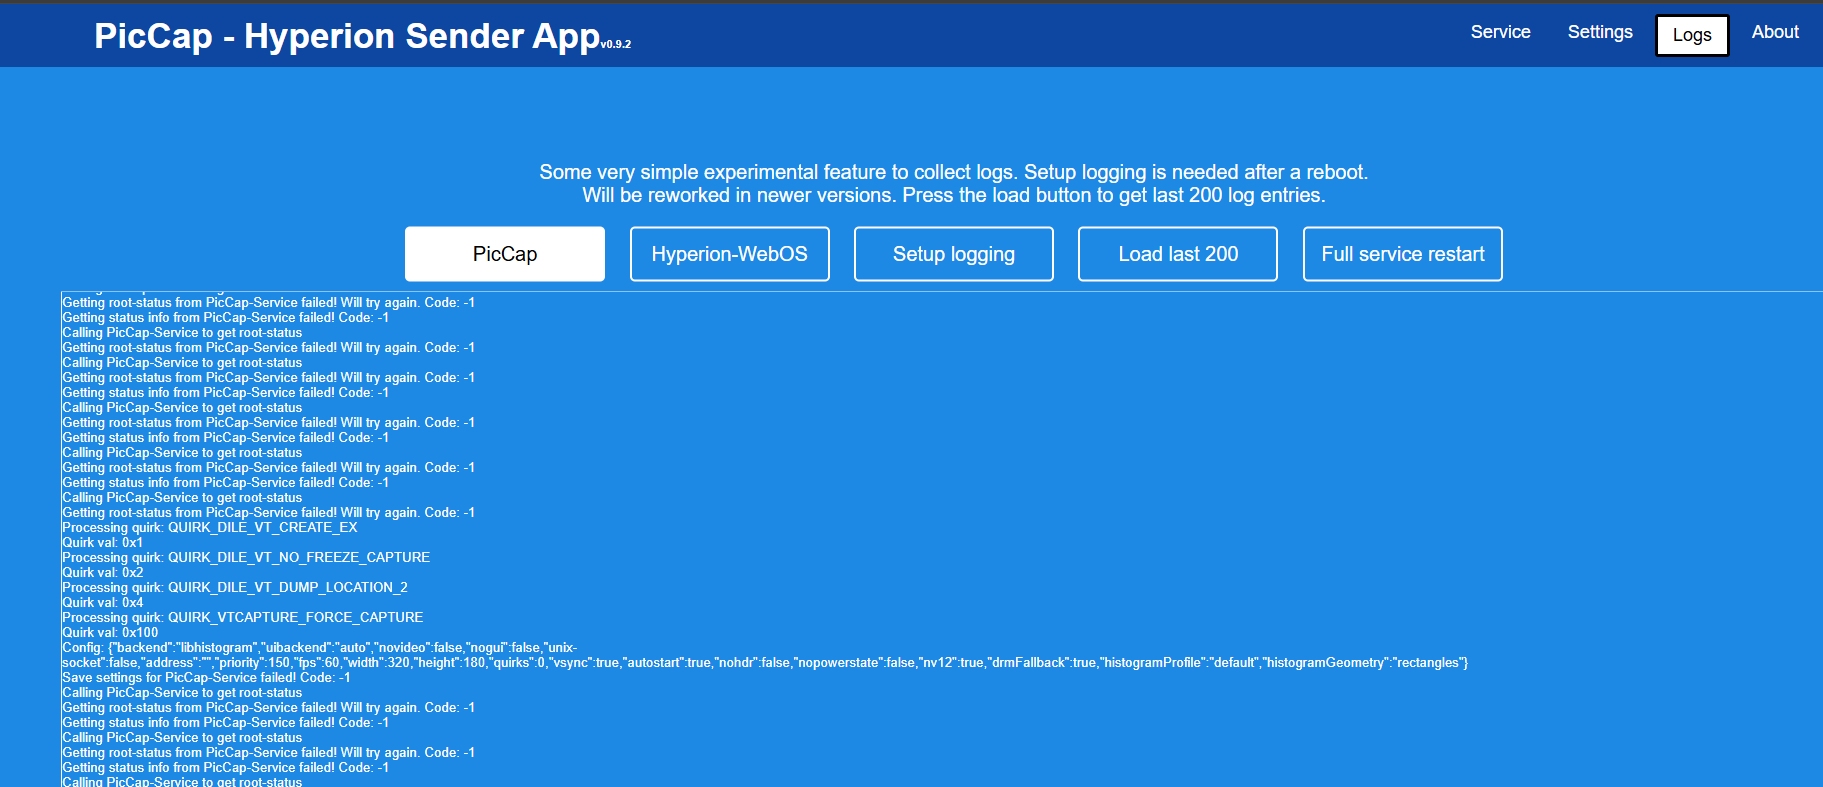 PicCap - Hyperion Sender App v0.9.2
Service Settings Logs About
Some very simple experimental feature to collect logs. Setup logging is needed after a reboot.
Will be reworked in newer versions. Press the load button to get last 200 log entries.
PicCap Hyperion-WebOS Setup logging Load last 200 Full service restart
Getting root-status from PicCap-Service failed! Will try again. Code: -1
Getting status info from PicCap-Service failed! Code: -1
Calling PicCap-Service to get root-status
Getting root-status from PicCap-Service failed! Will try again. Code: -1
Calling PicCap-Service to get root-status
Getting root-status from PicCap-Service failed! Will try again. Code: -1
Getting status info from PicCap-Service failed! Code: -1
Calling PicCap-Service to get root-status
Getting root-status from PicCap-Service failed! Will try again. Code: -1
Getting status info from PicCap-Service failed! Code: -1
Calling PicCap-Service to get root-status
Getting root-status from PicCap-Service failed! Will try again. Code: -1
Getting status info from PicCap-Service failed! Code: -1
Calling PicCap-Service to get root-status
Getting root-status from PicCap-Service failed! Will try again. Code: -1
Processing quirk: QUIRK_DILE_VT_CREATE_EX
Quirk val: 0x1
Processing quirk: QUIRK_DILE_VT_NO_FREEZE_CAPTURE
Quirk val: 0x2
Processing quirk: QUIRK_DILE_VT_DUMP_LOCATION_2
Quirk val: 0x4
Processing quirk: QUIRK_VTCAPTURE_FORCE_CAPTURE
Quirk val: 0x100
Config: {"backend":"libhistogram","uibackend":"auto","novideo":false,"nogui":false,"unix-
socket":false,"address":"","priority":150,"fps":60,"width":320,"height":180,"quirks":0,"vsync":true,"autostart":true,"nohdr":false,"nopowerstate":false,"nv12":true,"drmFallback":true,"histogramProfile":"default","histogramGeometry":"rectangles"}
Save settings for PicCap-Service failed! Code: -1
Calling PicCap-Service to get root-status
Getting root-status from PicCap-Service failed! Will try again. Code: -1
Getting status info from PicCap-Service failed! Code: -1
Calling PicCap-Service to get root-status
Getting root-status from PicCap-Service failed! Will try again. Code: -1
Getting status info from PicCap-Service failed! Code: -1
Calling PicCap-Service to get root-status